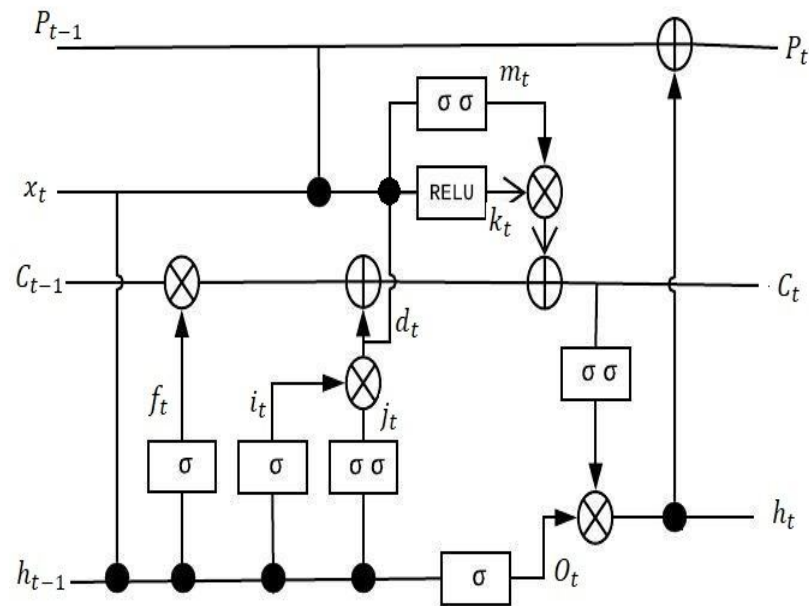 P_{t-1}
P_t
σ σ
m_t
x_t
RELU
k_t
C_{t-1}
C_t
d_t
σ σ
f_t
i_t
j_t
σ
σ
σ σ
h_t
h_{t-1}
σ
O_t